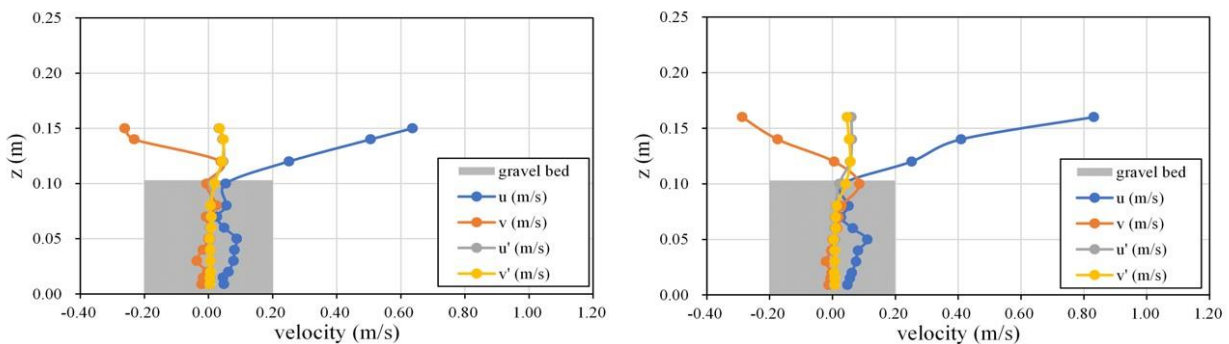 0.25
0.20
0.15
0.10
0.05
0.00
z (m)
-0.40 -0.20 0.00 0.20 0.40 0.60 0.80 1.00 1.20
velocity (m/s)
gravel bed
u (m/s)
v (m/s)
u' (m/s)
v' (m/s)
0.25
0.20
0.15
0.10
0.05
0.00
z (m)
-0.40 -0.20 0.00 0.20 0.40 0.60 0.80 1.00 1.20
velocity (m/s)
gravel bed
u (m/s)
v (m/s)
u' (m/s)
v' (m/s)